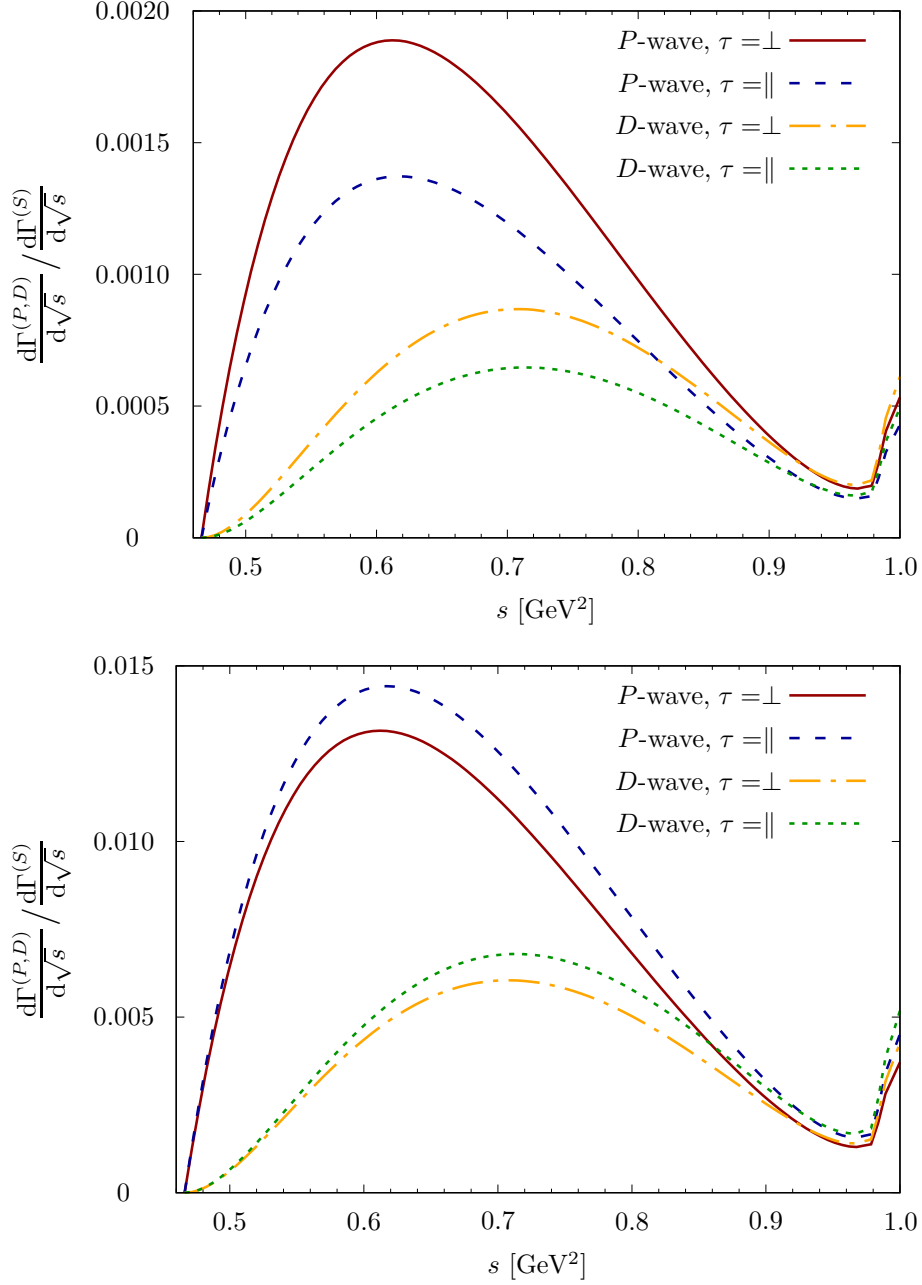 0.0020
0.0015
0.0010
0.0005
0
P-wave, τ =⊥
P-wave, τ =∥
D-wave, τ =⊥
D-wave, τ =∥
dΓ^(P,D)/d√s / dΓ^(S)/d√s
0.5 0.6 0.7 0.8 0.9 1.0
s [GeV²]
0.015
0.010
0.005
0
P-wave, τ =⊥
P-wave, τ =∥
D-wave, τ =⊥
D-wave, τ =∥
dΓ^(P,D)/d√s / dΓ^(S)/d√s
0.5 0.6 0.7 0.8 0.9 1.0
s [GeV²]